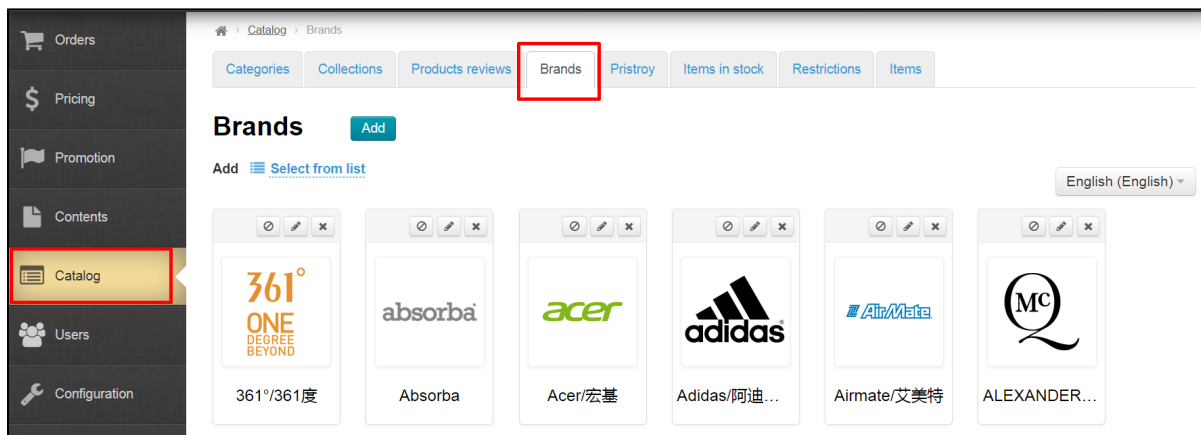 Orders
Pricing
Promotion
Contents
Catalog
Users
Configuration
Catalog › Brands
Categories Collections Products reviews Brands Pristroy Items in stock Restrictions Items
Brands Add
Add Select from list
English (English)
361°
ONE
DEGREE
BEYOND
absorba
acer
adidas
AirMate
McQ
361°/361度 Absorba Acer/宏基 Adidas/阿迪... Airmate/艾美特 ALEXANDER...